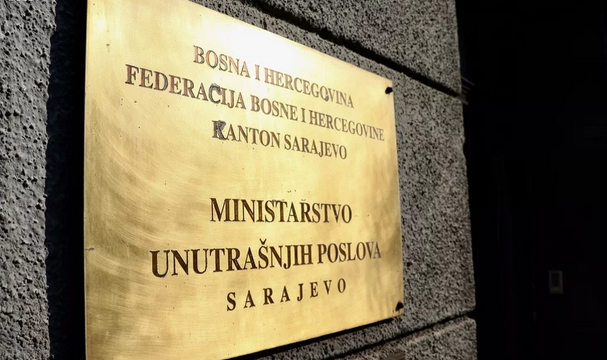 BOSNA I HERCEGOVINA
FEDERACIJA BOSNE I HERCEGOVINE
KANTON SARAJEVO
MINISTARSTVO
UNUTRAŠNJIH POSLOVA
SARAJEVO